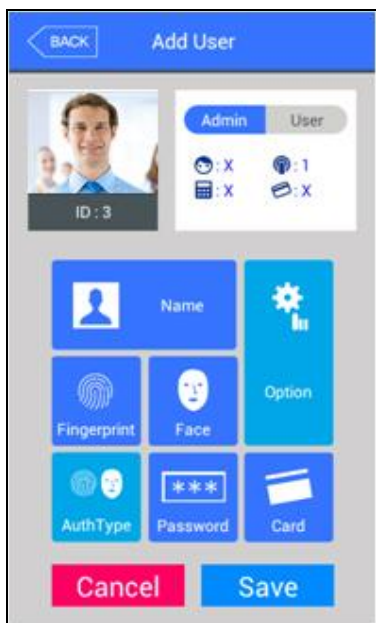 BACK
Add User
Admin User
: X : 1
: X : X
ID : 3
Name
Option
Fingerprint Face
AuthType Password Card
***
Cancel Save